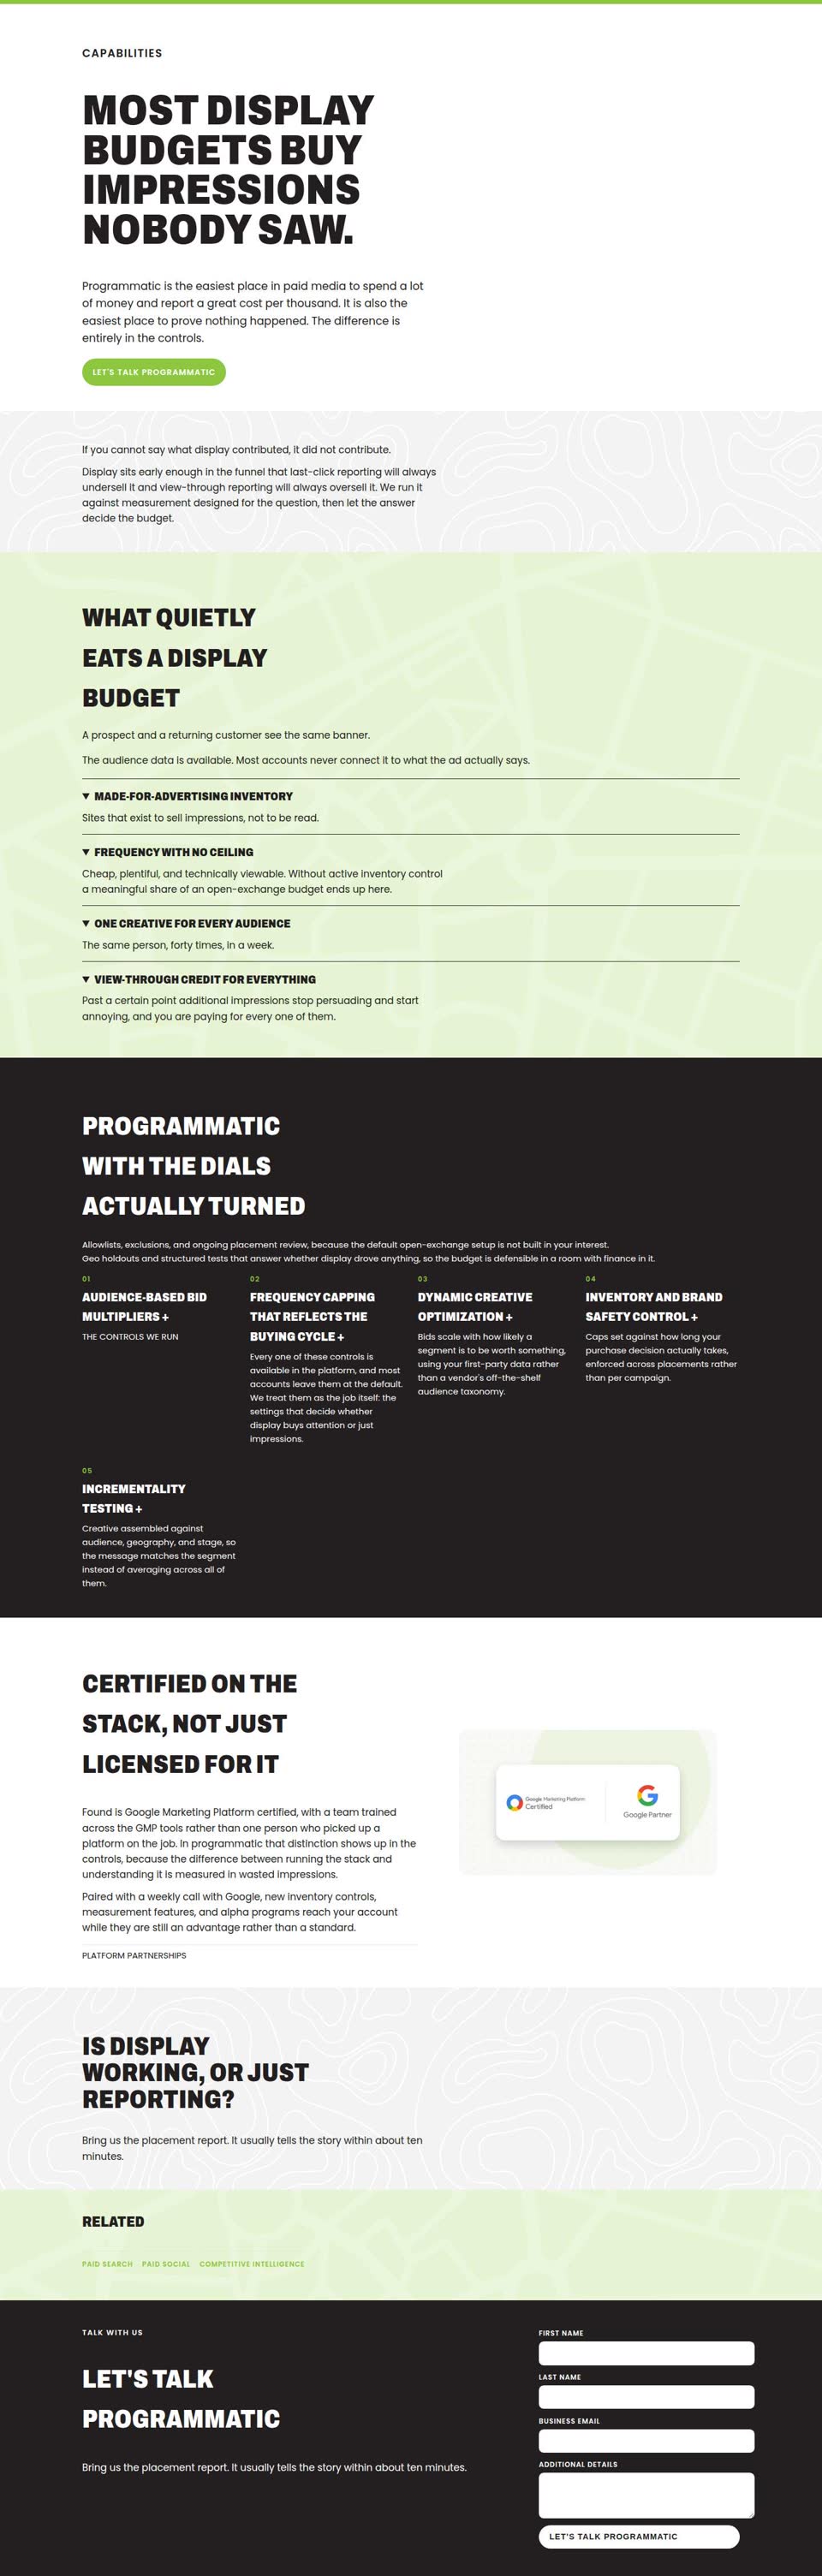 CAPABILITIES
MOST DISPLAY
BUDGETS BUY
IMPRESSIONS
NOBODY SAW.
Programmatic is the easiest place in paid media to spend a lot
of money and report a great cost per thousand. It is also the
easiest place to prove nothing happened. The difference is
entirely in the controls.
LET'S TALK PROGRAMMATIC
If you cannot say what display contributed, it did not contribute.
Display sits early enough in the funnel that last-click reporting will always
undersell it and view-through reporting will always oversell it. We run it
against measurement designed for the question, then let the answer
decide the budget.
WHAT QUIETLY
EATS A DISPLAY
BUDGET
A prospect and a returning customer see the same banner.
The audience data is available. Most accounts never connect it to what the ad actually says.
▼ MADE-FOR-ADVERTISING INVENTORY
Sites that exist to sell impressions, not to be read.
▼ FREQUENCY WITH NO CEILING
Cheap, plentiful, and technically viewable. Without active inventory control
a meaningful share of an open-exchange budget ends up here.
▼ ONE CREATIVE FOR EVERY AUDIENCE
The same person, forty times, in a week.
▼ VIEW-THROUGH CREDIT FOR EVERYTHING
Past a certain point additional impressions stop persuading and start
annoying, and you are paying for every one of them.
PROGRAMMATIC
WITH THE DIALS
ACTUALLY TURNED
Allowlists, exclusions, and ongoing placement review, because the default open-exchange setup is not built in your interest.
Geo holdouts and structured tests that answer whether display drove anything, so the budget is defensible in a room with finance in it.
01
AUDIENCE-BASED BID
MULTIPLIERS +
THE CONTROLS WE RUN
02
FREQUENCY CAPPING
THAT REFLECTS THE
BUYING CYCLE +
Every one of these controls is
available in the platform, and most
accounts leave them at the default.
We treat them as the job itself: the
settings that decide whether
display buys attention or just
impressions.
03
DYNAMIC CREATIVE
OPTIMIZATION +
Bids scale with how likely a
segment is to be worth something,
using your first-party data rather
than a vendor's off-the-shelf
audience taxonomy.
04
INVENTORY AND BRAND
SAFETY CONTROL +
Caps set against how long your
purchase decision actually takes,
enforced across placements rather
than per campaign.
05
INCREMENTALITY
TESTING +
Creative assembled against
audience, geography, and stage, so
the message matches the segment
instead of averaging across all of
them.
CERTIFIED ON THE
STACK, NOT JUST
LICENSED FOR IT
Found is Google Marketing Platform certified, with a team trained
across the GMP tools rather than one person who picked up a
platform on the job. In programmatic that distinction shows up in the
controls, because the difference between running the stack and
understanding it is measured in wasted impressions.
Paired with a weekly call with Google, new inventory controls,
measurement features, and alpha programs reach your account
while they are still an advantage rather than a standard.
PLATFORM PARTNERSHIPS
Google Marketing Platform
Certified
Google Partner
IS DISPLAY
WORKING, OR JUST
REPORTING?
Bring us the placement report. It usually tells the story within about ten
minutes.
RELATED
PAID SEARCH PAID SOCIAL COMPETITIVE INTELLIGENCE
TALK WITH US
LET'S TALK
PROGRAMMATIC
Bring us the placement report. It usually tells the story within about ten minutes.
FIRST NAME
LAST NAME
BUSINESS EMAIL
ADDITIONAL DETAILS
LET'S TALK PROGRAMMATIC